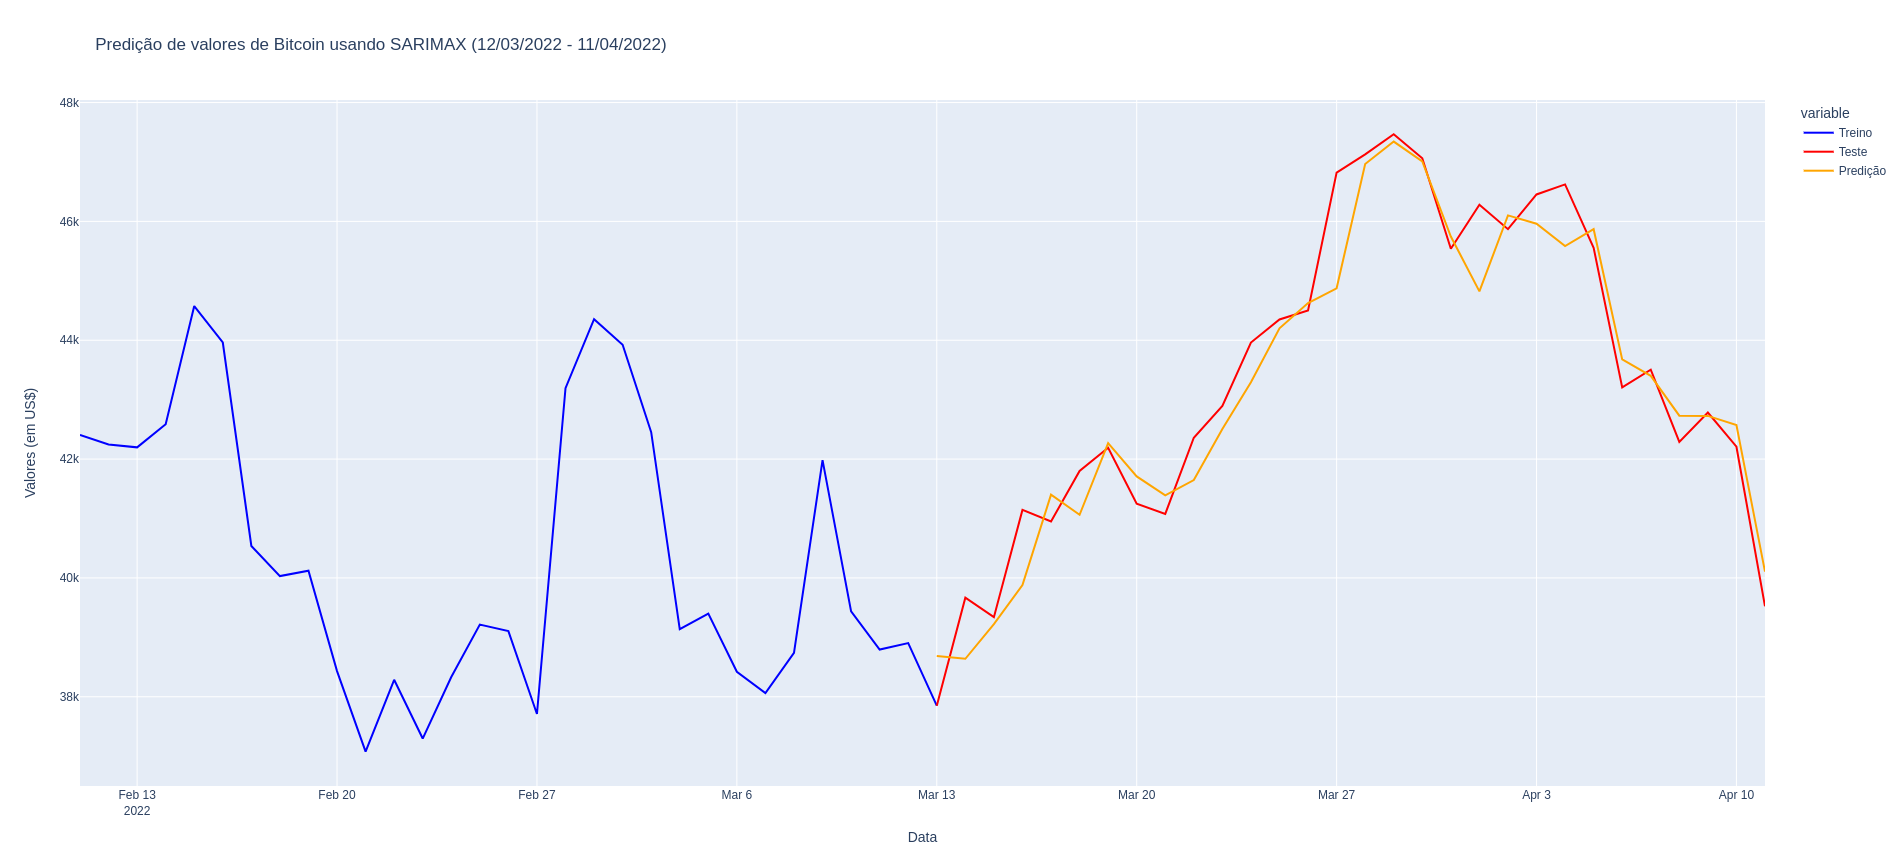 Predição de valores de Bitcoin usando SARIMAX (12/03/2022 - 11/04/2022)
48k
46k
44k
42k
40k
38k
Valores (em US$)
Feb 13
2022
Feb 20
Feb 27
Mar 6
Mar 13
Mar 20
Mar 27
Apr 3
Apr 10
Data
variable
Treino
Teste
Predição